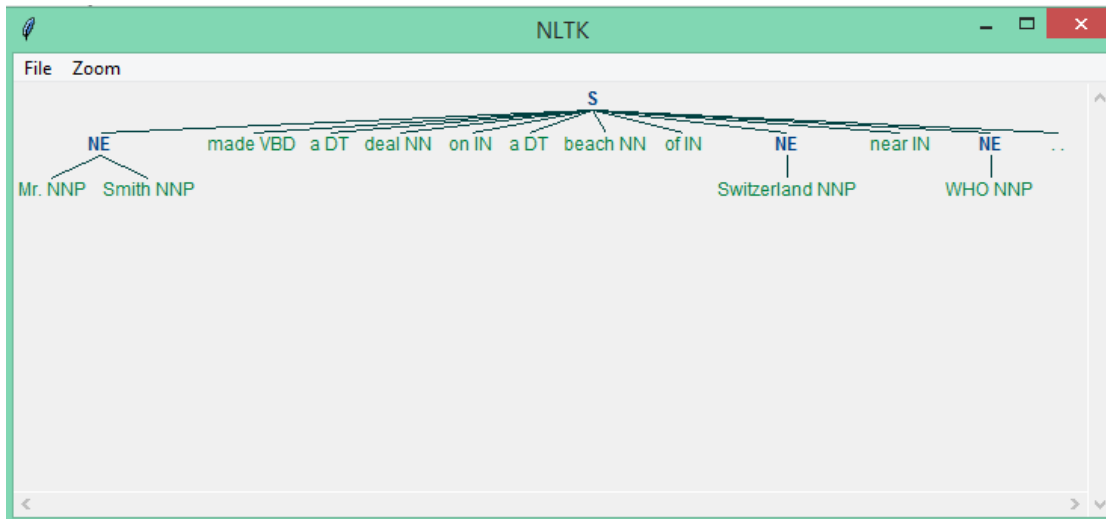 NLTK
File Zoom
S
NE made VBD a DT deal NN on IN a DT beach NN of IN NE near IN NE . .
Mr. NNP Smith NNP Switzerland NNP WHO NNP